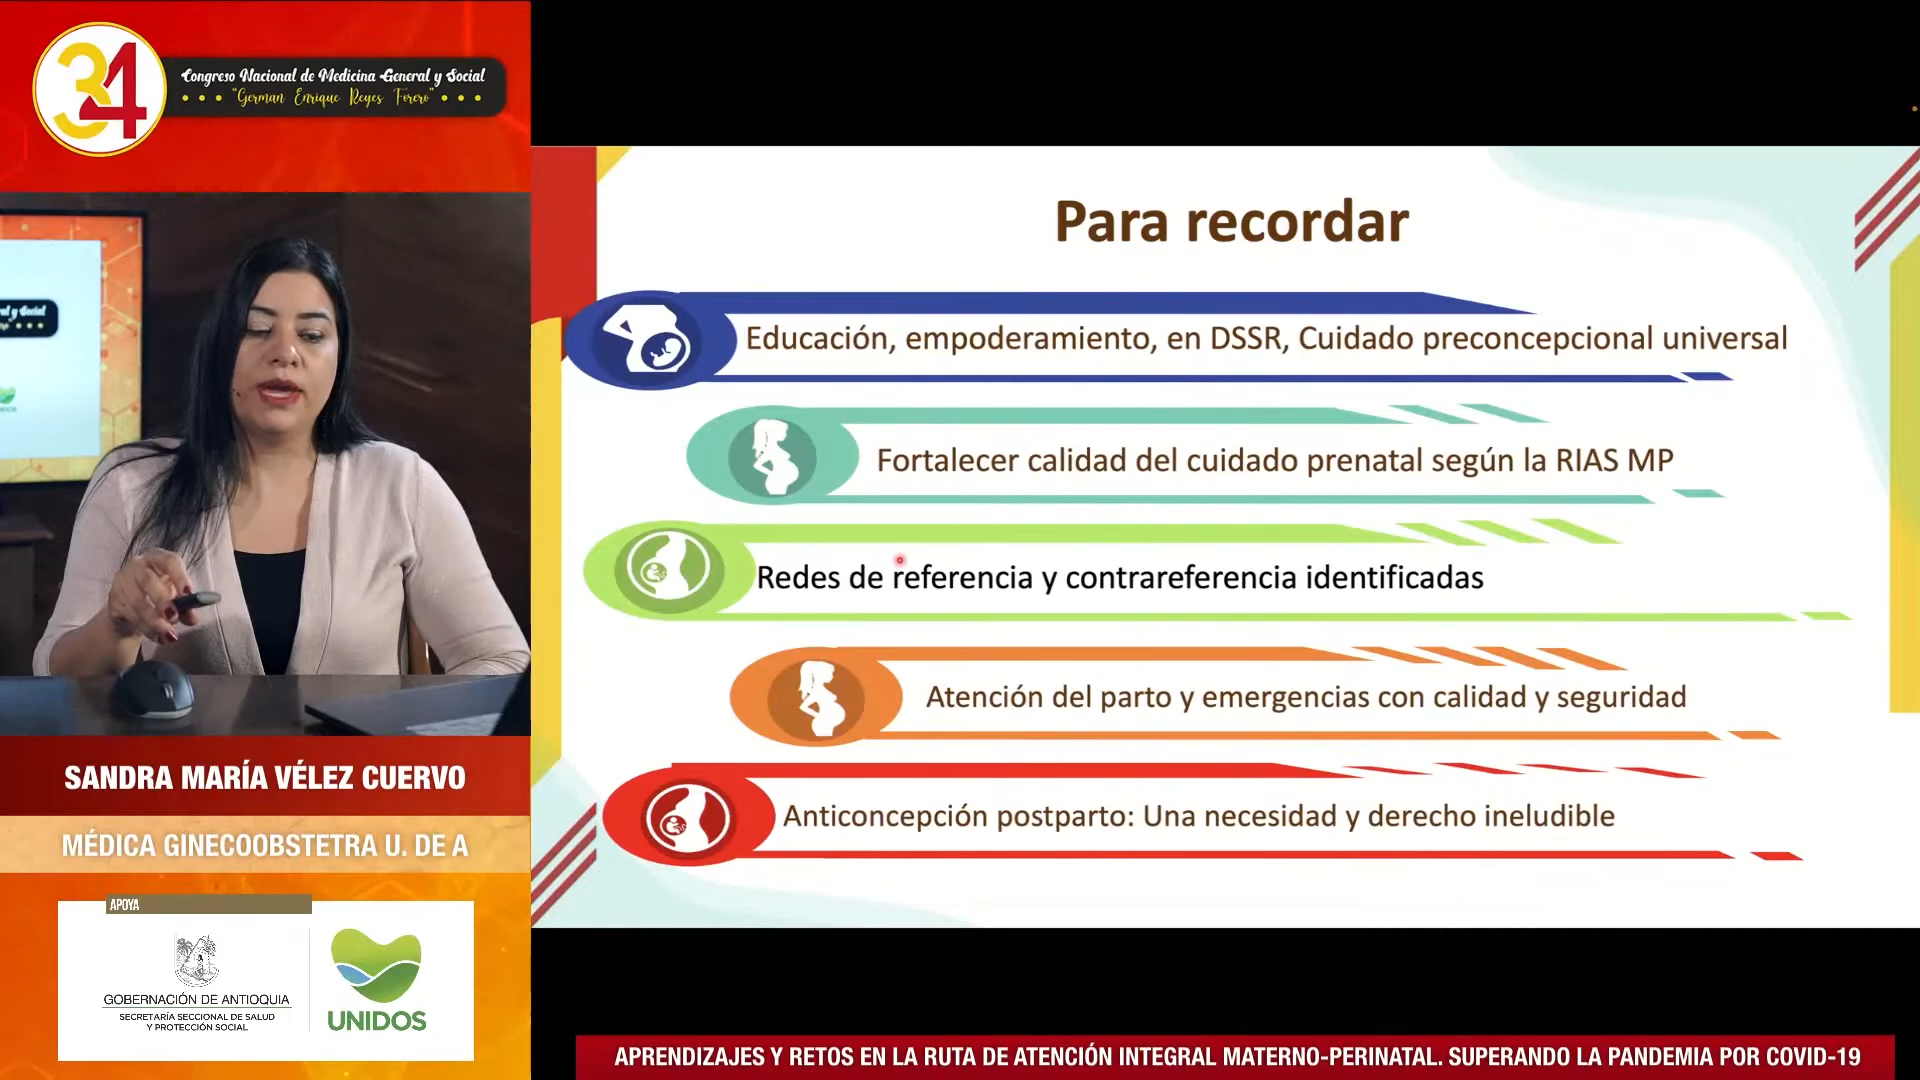 34
Congreso Nacional de Medicina General y Social
"German Enrique Reyes Forero"
SANDRA MARÍA VÉLEZ CUERVO
MÉDICA GINECOOBSTETRA U. DE A
APOYA
GOBERNACIÓN DE ANTIOQUIA
SECRETARÍA SECCIONAL DE SALUD
Y PROTECCIÓN SOCIAL
UNIDOS
Para recordar
Educación, empoderamiento, en DSSR, Cuidado preconcepcional universal
Fortalecer calidad del cuidado prenatal según la RIAS MP
Redes de referencia y contrareferencia identificadas
Atención del parto y emergencias con calidad y seguridad
Anticoncepción postparto: Una necesidad y derecho ineludible
APRENDIZAJES Y RETOS EN LA RUTA DE ATENCIÓN INTEGRAL MATERNO-PERINATAL. SUPERANDO LA PANDEMIA POR COVID-19